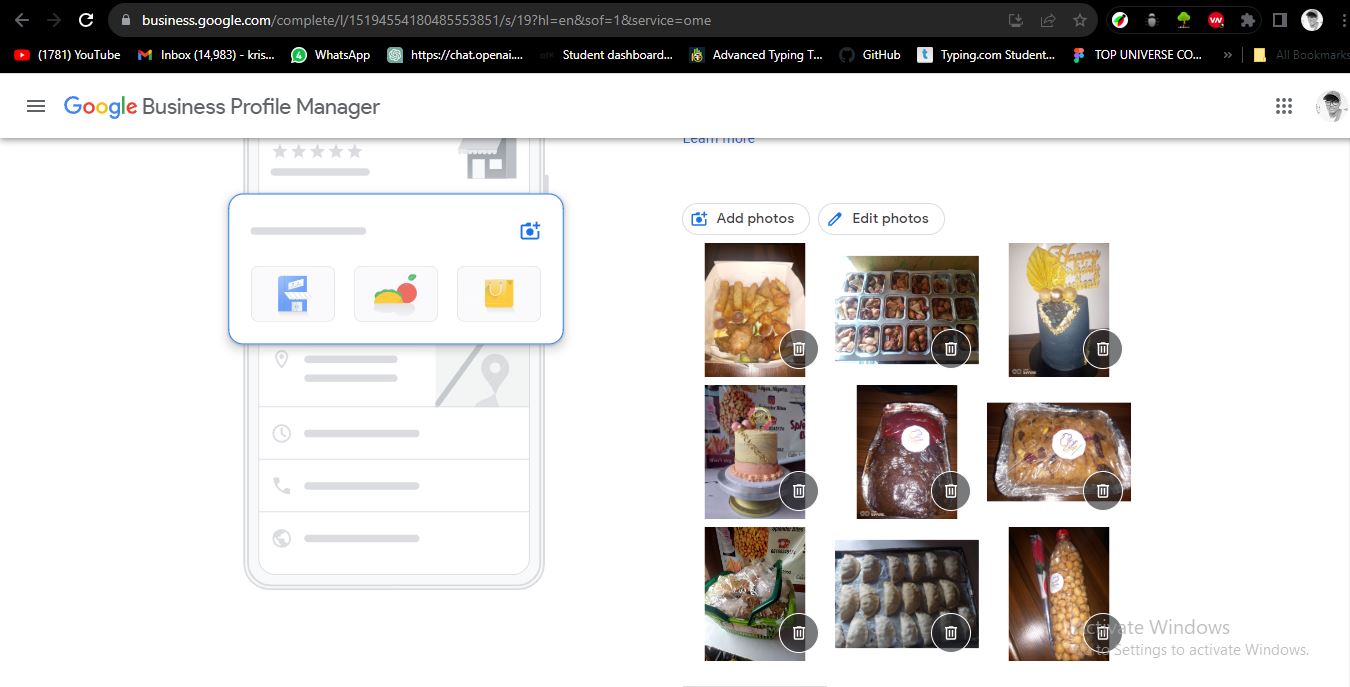 business.google.com/complete/l/15194554180485553851/s/19?hl=en&sof=1&service=ome
(1781) YouTube
Inbox (14,983) - kris...
4
WhatsApp
https://chat.openai....
Student dashboard...
Advanced Typing T...
GitHub
Typing.com Student...
TOP UNIVERSE CO...
»
All Bookmarks
Google Business Profile Manager
Learn more
Add photos
Edit photos
Activate Windows
to Settings to activate Windows.